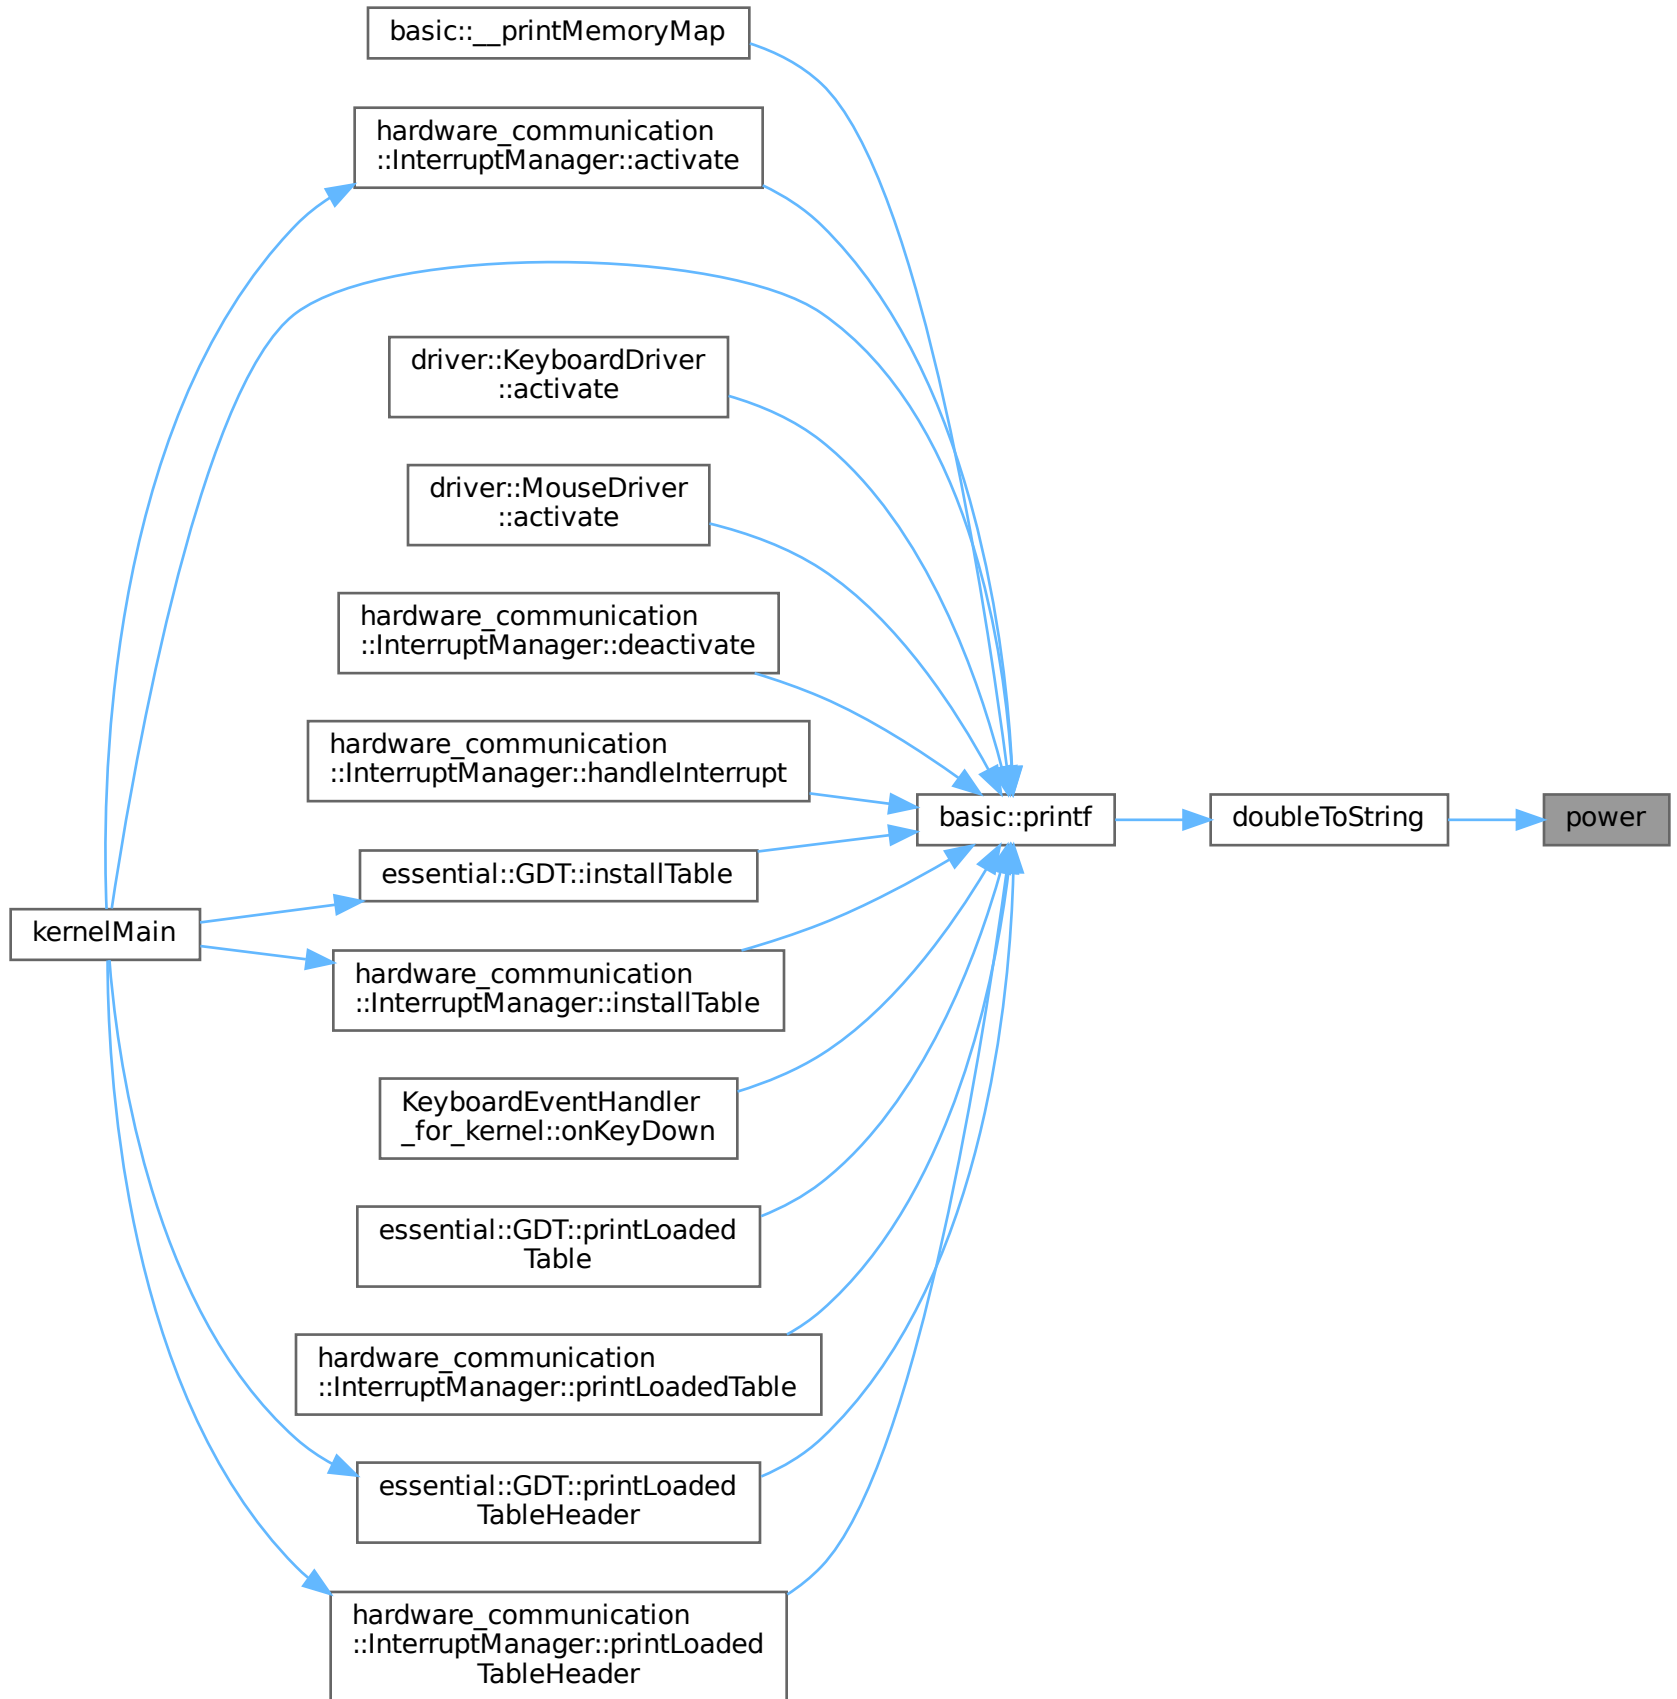 basic::__printMemoryMap
hardware_communication
::InterruptManager::activate
driver::KeyboardDriver
::activate
driver::MouseDriver
::activate
hardware_communication
::InterruptManager::deactivate
hardware_communication
::InterruptManager::handleInterrupt
basic::printf
doubleToString
power
essential::GDT::installTable
kernelMain
hardware_communication
::InterruptManager::installTable
KeyboardEventHandler
_for_kernel::onKeyDown
essential::GDT::printLoaded
Table
hardware_communication
::InterruptManager::printLoadedTable
essential::GDT::printLoaded
TableHeader
hardware_communication
::InterruptManager::printLoaded
TableHeader